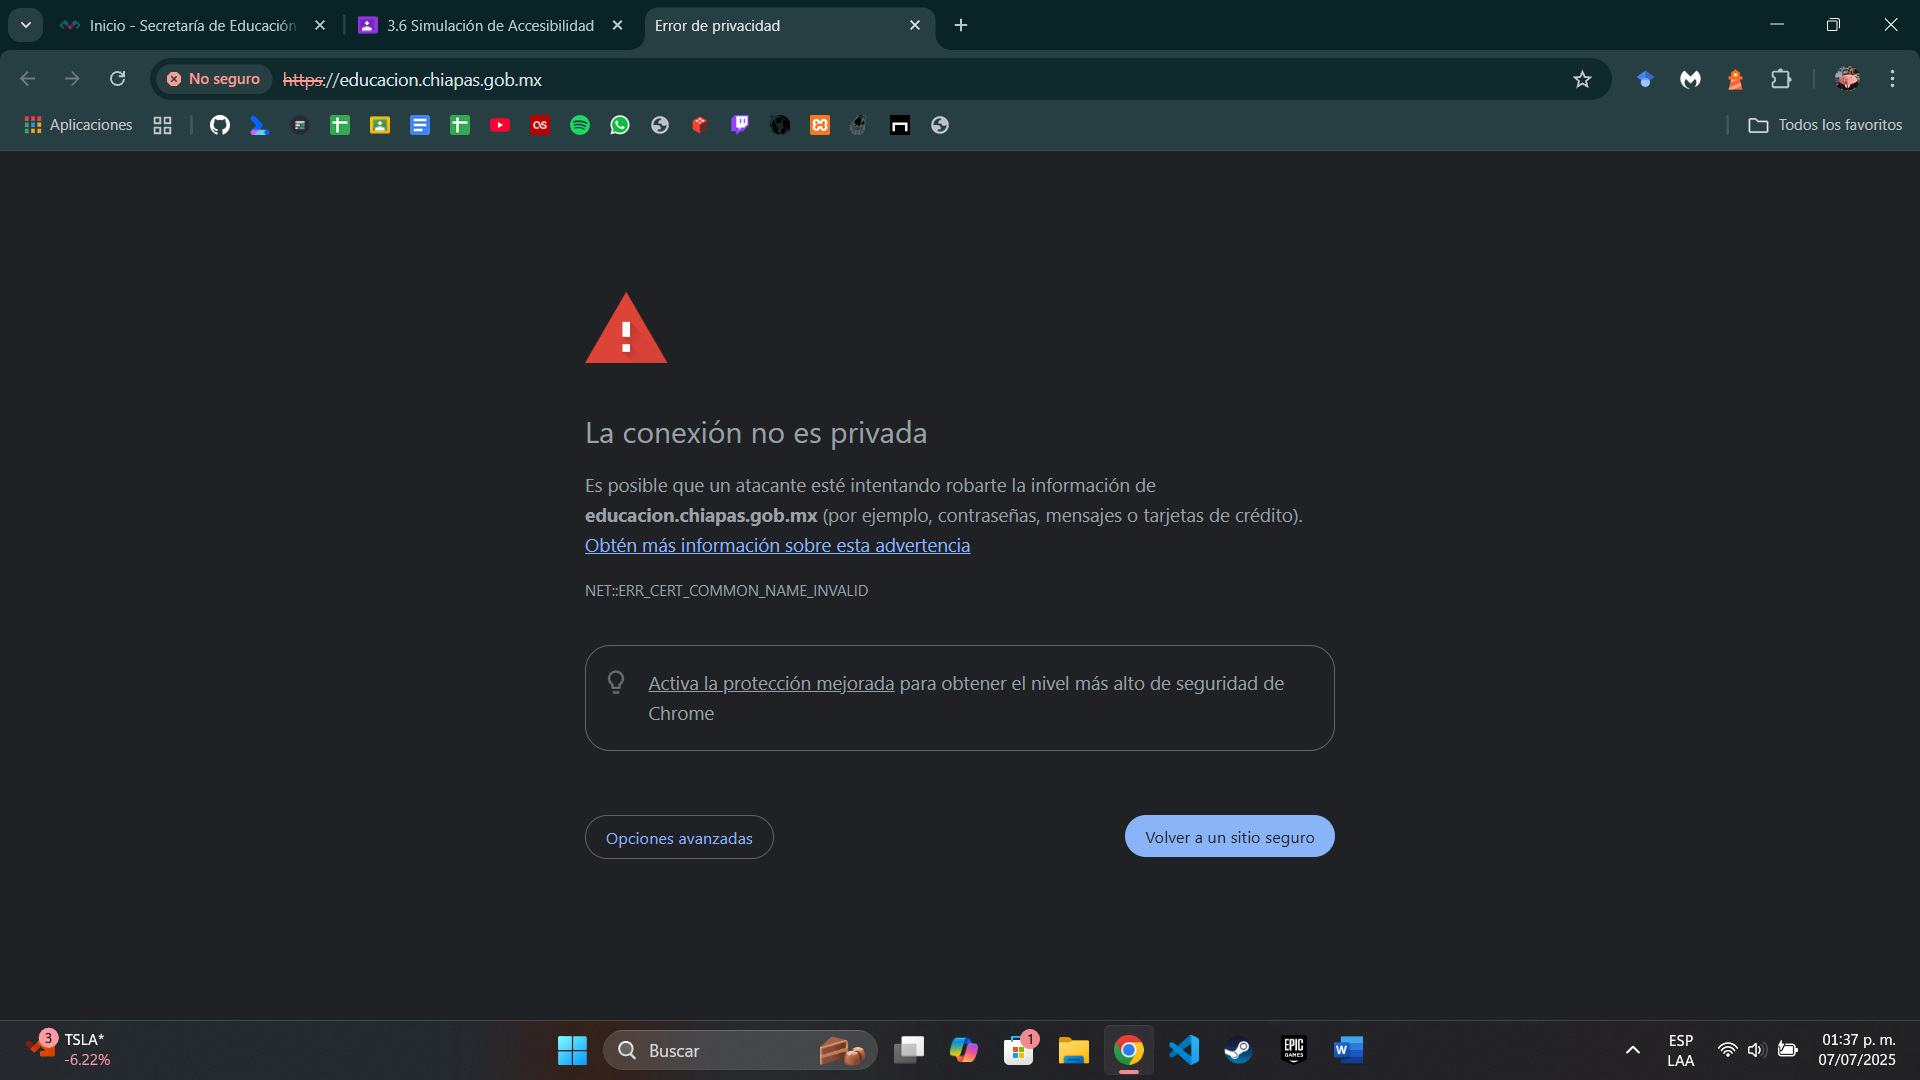 Inicio - Secretaría de Educación
3.6 Simulación de Accesibilidad
Error de privacidad
No seguro
https://educacion.chiapas.gob.mx
Aplicaciones
Todos los favoritos
La conexión no es privada
Es posible que un atacante esté intentando robarte la información de
educacion.chiapas.gob.mx (por ejemplo, contraseñas, mensajes o tarjetas de crédito).
Obtén más información sobre esta advertencia
NET::ERR_CERT_COMMON_NAME_INVALID
Activa la protección mejorada para obtener el nivel más alto de seguridad de
Chrome
Opciones avanzadas
Volver a un sitio seguro
3
TSLA*
-6.22%
Buscar
1
EPIC
GAMES
W
ESP
LAA
01:37 p. m.
07/07/2025